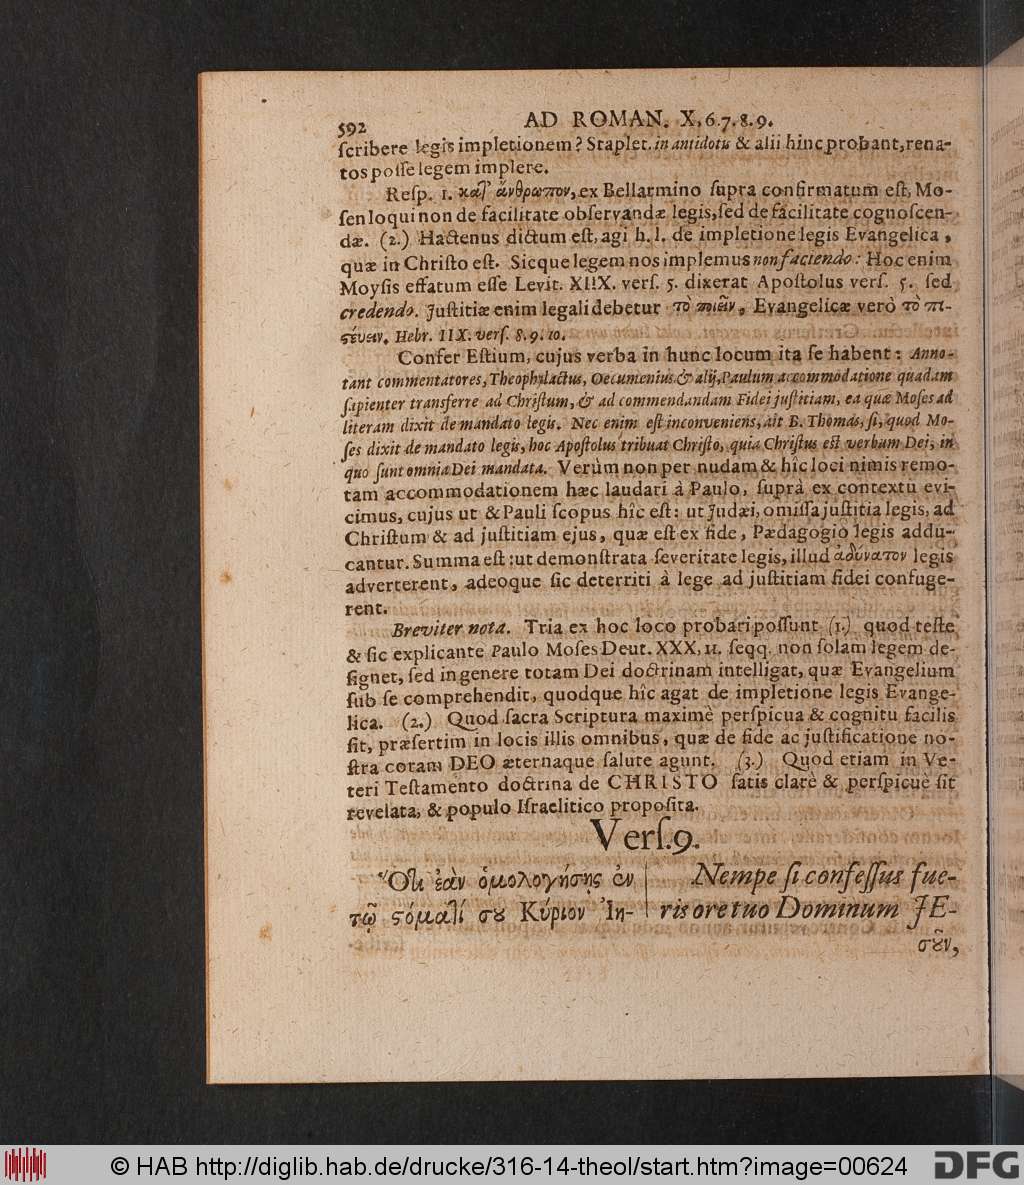 592
AD ROMAN. X, 6. 7. 8. 9.
ſcribere legis impletionem? Staplet. in antidotis & alii hinc probant, rena-
tos poſſe legem implere.
Reſp. 1. κατ' ἄνθρωπον, ex Bellarmino ſupra confirmatum eſt, Mo-
ſen loqui non de facilitate obſervandæ legis, ſed de facilitate cognoſcen-
dæ. (2.) Hactenus dictum eſt, agi h. l. de impletione legis Evangelica,
quæ in Chriſto eſt. Sicque legem nos implemus non faciendo: Hoc enim
Moyſis effatum eſſe Levit. XIIX. verſ. 5. dixerat Apoſtolus verſ. 5. ſed
credendo. Juſtitiæ enim legali debetur τὸ ποιεῖν, Evangelicæ verò τὸ πι-
ϛέυειν, Hebr. IIX. verſ. 8. 9. 10.
Confer Eſtium, cujus verba in hunc locum ita ſe habent: Anno-
tant commentatores, Theophylactus, Oecumenius & alij, Paulum accommodatione quadam
ſapienter transferre ad Chriſtum, & ad commendandam Fidei juſtitiam, ea quæ Moſes ad
literam dixit de mandato legis. Nec enim eſt inconveniens, ait B. Thomas, ſi, quod Mo-
ſes dixit de mandato legis, hoc Apoſtolus tribuat Chriſto, quia Chriſtus eſt verbum Dei, in
quo ſunt omnia Dei mandata. Verùm non per nudam & hîc loci nimis remo-
tam accommodationem hæc laudari à Paulo, ſuprà ex contextu evi-
cimus, cujus ut & Pauli ſcopus hîc eſt: ut Judæi, omiſſa juſtitia legis, ad
Chriſtum & ad juſtitiam ejus, quæ eſt ex fide, Pædagogiò legis addu-
cantur. Summa eſt: ut demonſtrata ſeveritate legis, illud ἀδύνατον legis
adverterent, adeoque ſic deterriti à lege ad juſtitiam fidei confuge-
rent.
Breviter nota. Tria ex hoc loco probari poſſunt (1.) quod teſte
& ſic explicante Paulo Moſes Deut. XXX, 11. ſeqq. non ſolam legem de-
ſignet, ſed in genere totam Dei doctrinam intelligat, quæ Evangelium
ſub ſe comprehendit, quodque hîc agat de impletione legis Evange-
lica. (2.) Quod ſacra Scriptura maximè perſpicua & cognitu facilis
ſit, præſertim in locis illis omnibus, quæ de fide ac juſtificatione no-
ſtra coram DEO æternaque ſalute agunt. (3.) Quod etiam in Ve-
teri Teſtamento doctrina de CHRISTO ſatis clarè & perſpicuè ſit
revelata, & populo Iſraelitico propoſita.
Verſ. 9.
Ὅτι ἐὰν ὁμολογήσῃς ἐν
τῷ ϛόματί σȣ Κύριον Ἰη-
Nempe ſi confeſſus fue-
ris ore tuo Dominum JE-
σȣ͂ν,
© HAB http://diglib.hab.de/drucke/316-14-theol/start.htm?image=00624
DFG